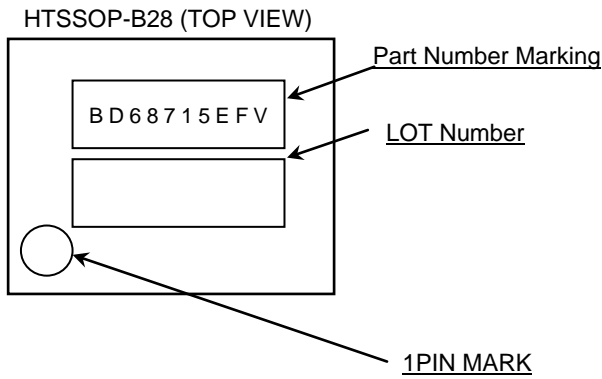 HTSSOP-B28 (TOP VIEW)
Part Number Marking
BD68715EFV
LOT Number
1PIN MARK